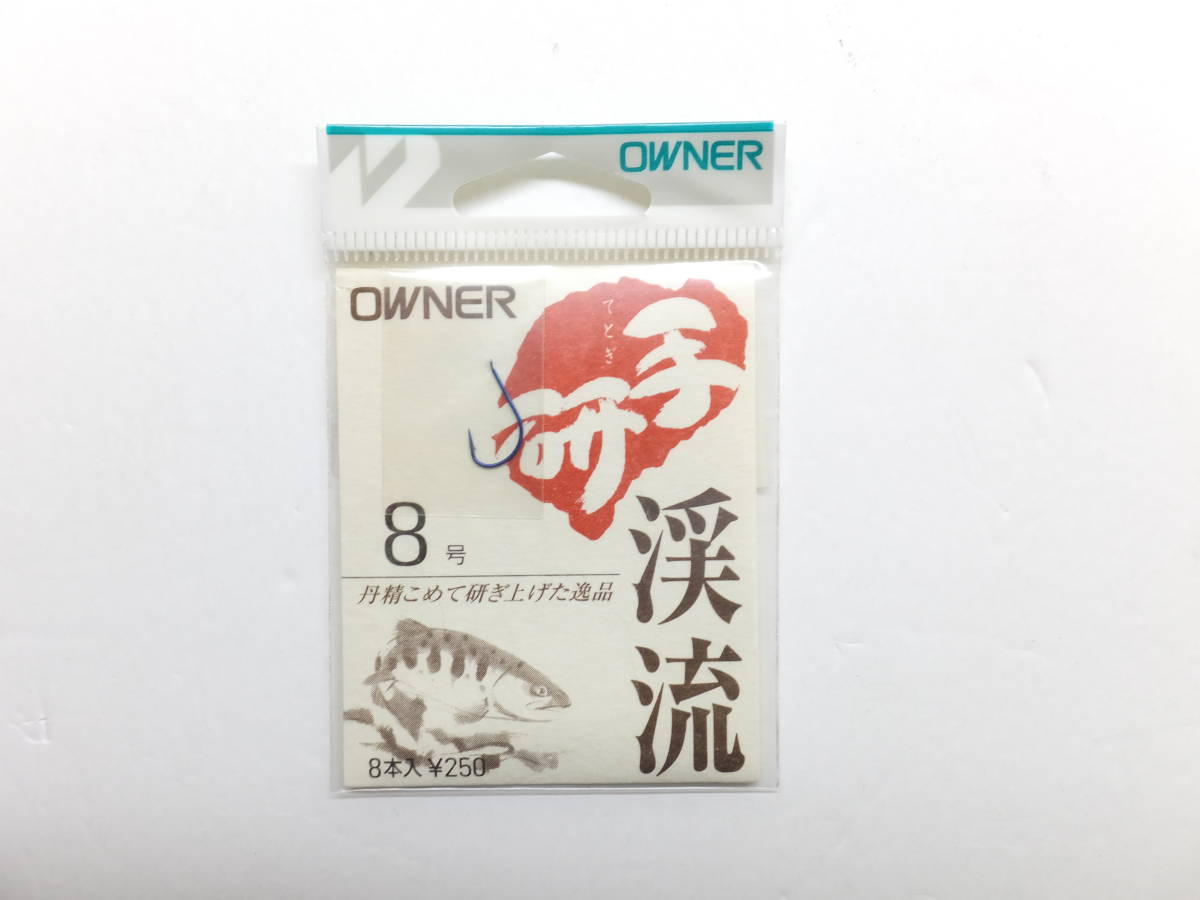 OWNER
OWNER
手研
てとぎ
渓流
8号
丹精こめて研ぎ上げた逸品
8本入 ¥250